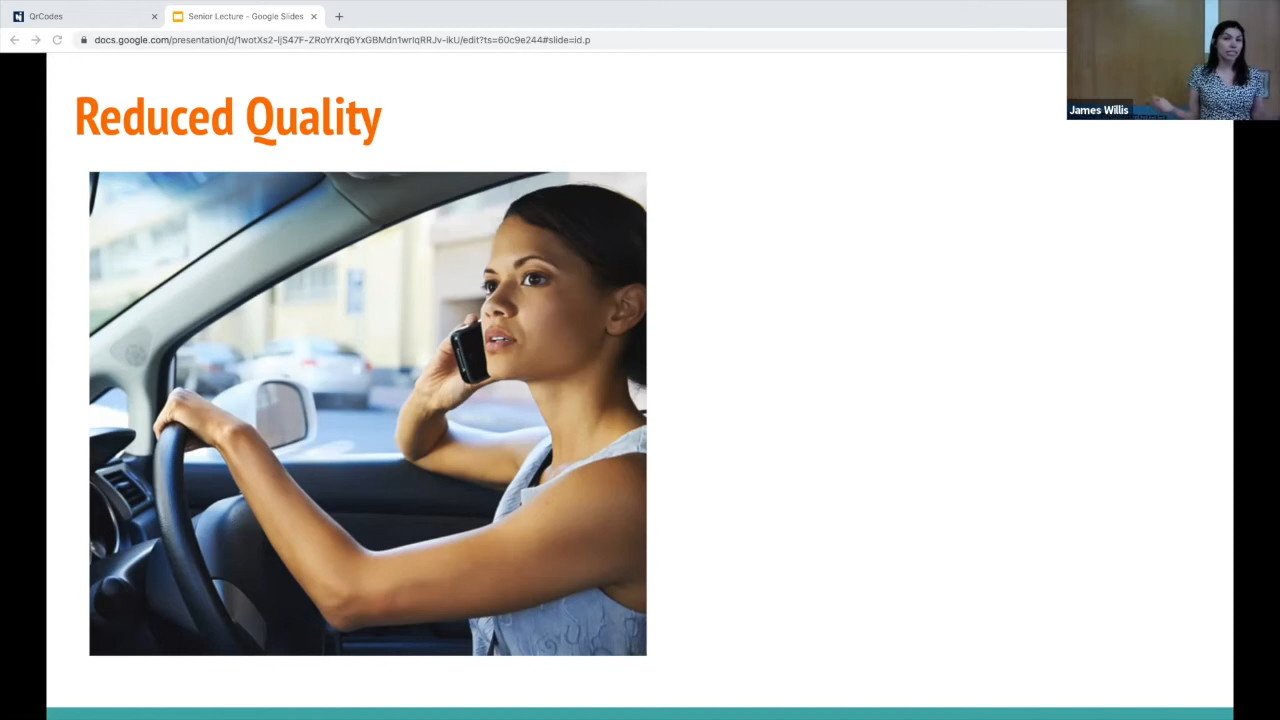 QrCodes
Senior Lecture - Google Slides
docs.google.com/presentation/d/1wotXs2-IjS47F-ZRoYrXrq6YxGBMdn1wrIqRRJv-ikU/edit?ts=60c9e244#slide=id.p
James Willis
Reduced Quality